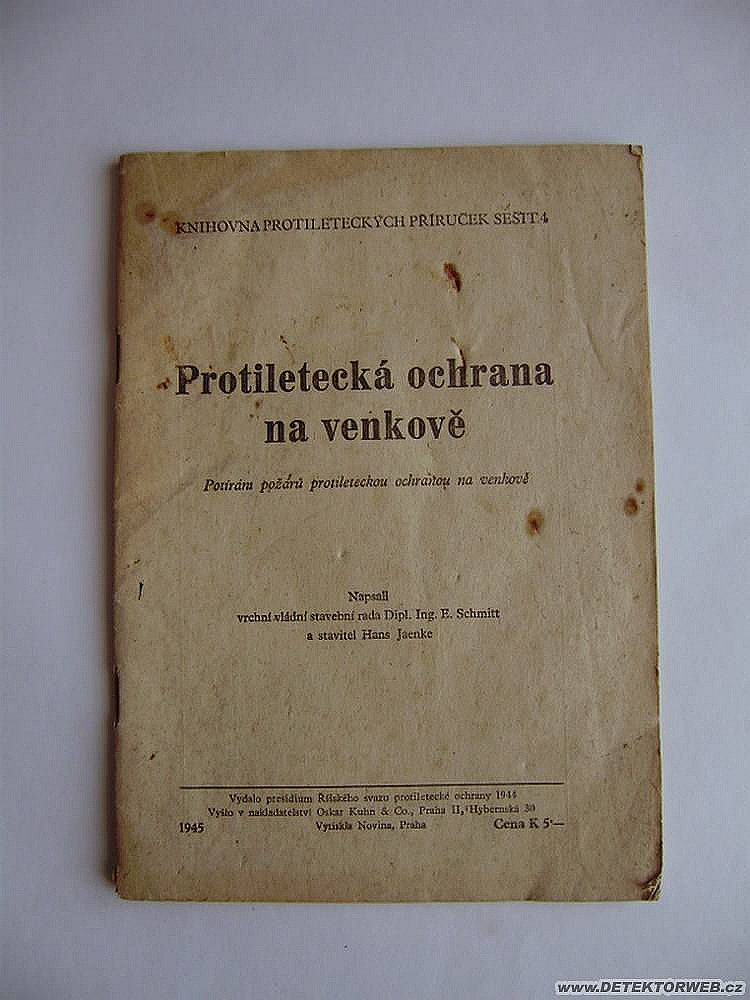 KNIHOVNA PROTILETECKÝCH PŘÍRUČEK SEŠIT 4
Protiletecká ochrana
na venkově
Potírání požárů protileteckou ochranou na venkově
Napsali
vrchní vládní stavební rada Dipl. Ing. E. Schmitt
a stavitel Hans Jaenke
Vydalo presidium Říšského svazu protiletecké ochrany 1944
Vyšlo v nakladatelství Oskar Kuhn & Co., Praha II, Hybernská 30
1945 Vytiskla Novina, Praha Cena K 5·—
www.DETEKTORWEB.cz